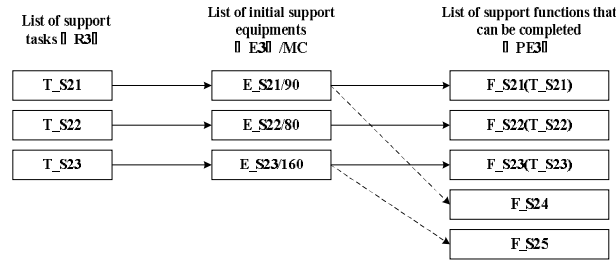 List of support
tasks 【R3】
List of initial support
equipments
【E3】/MC
List of support functions that
can be completed
【PE3】
T_S21
E_S21/90
F_S21(T_S21)
T_S22
E_S22/80
F_S22(T_S22)
T_S23
E_S23/160
F_S23(T_S23)
F_S24
F_S25